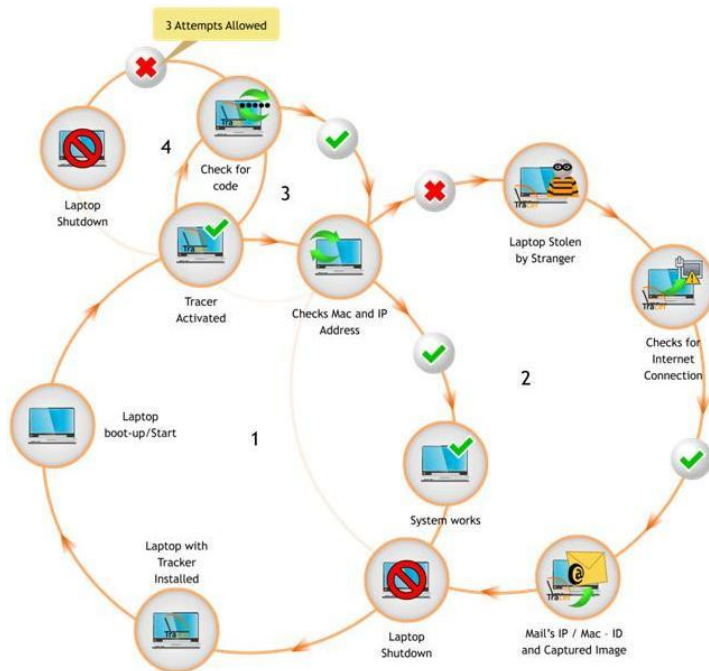 3 Attempts Allowed
4
Check for
code
3
Laptop
Shutdown
Tracer
Activated
Checks Mac and IP
Address
Laptop Stolen
by Stranger
Tracer
Checks for
Internet
Connection
Tracer
2
Laptop
boot-up/Start
1
System works
Laptop with
Tracker
Installed
Laptop
Shutdown
@
Mail's IP / Mac - ID
and Captured Image